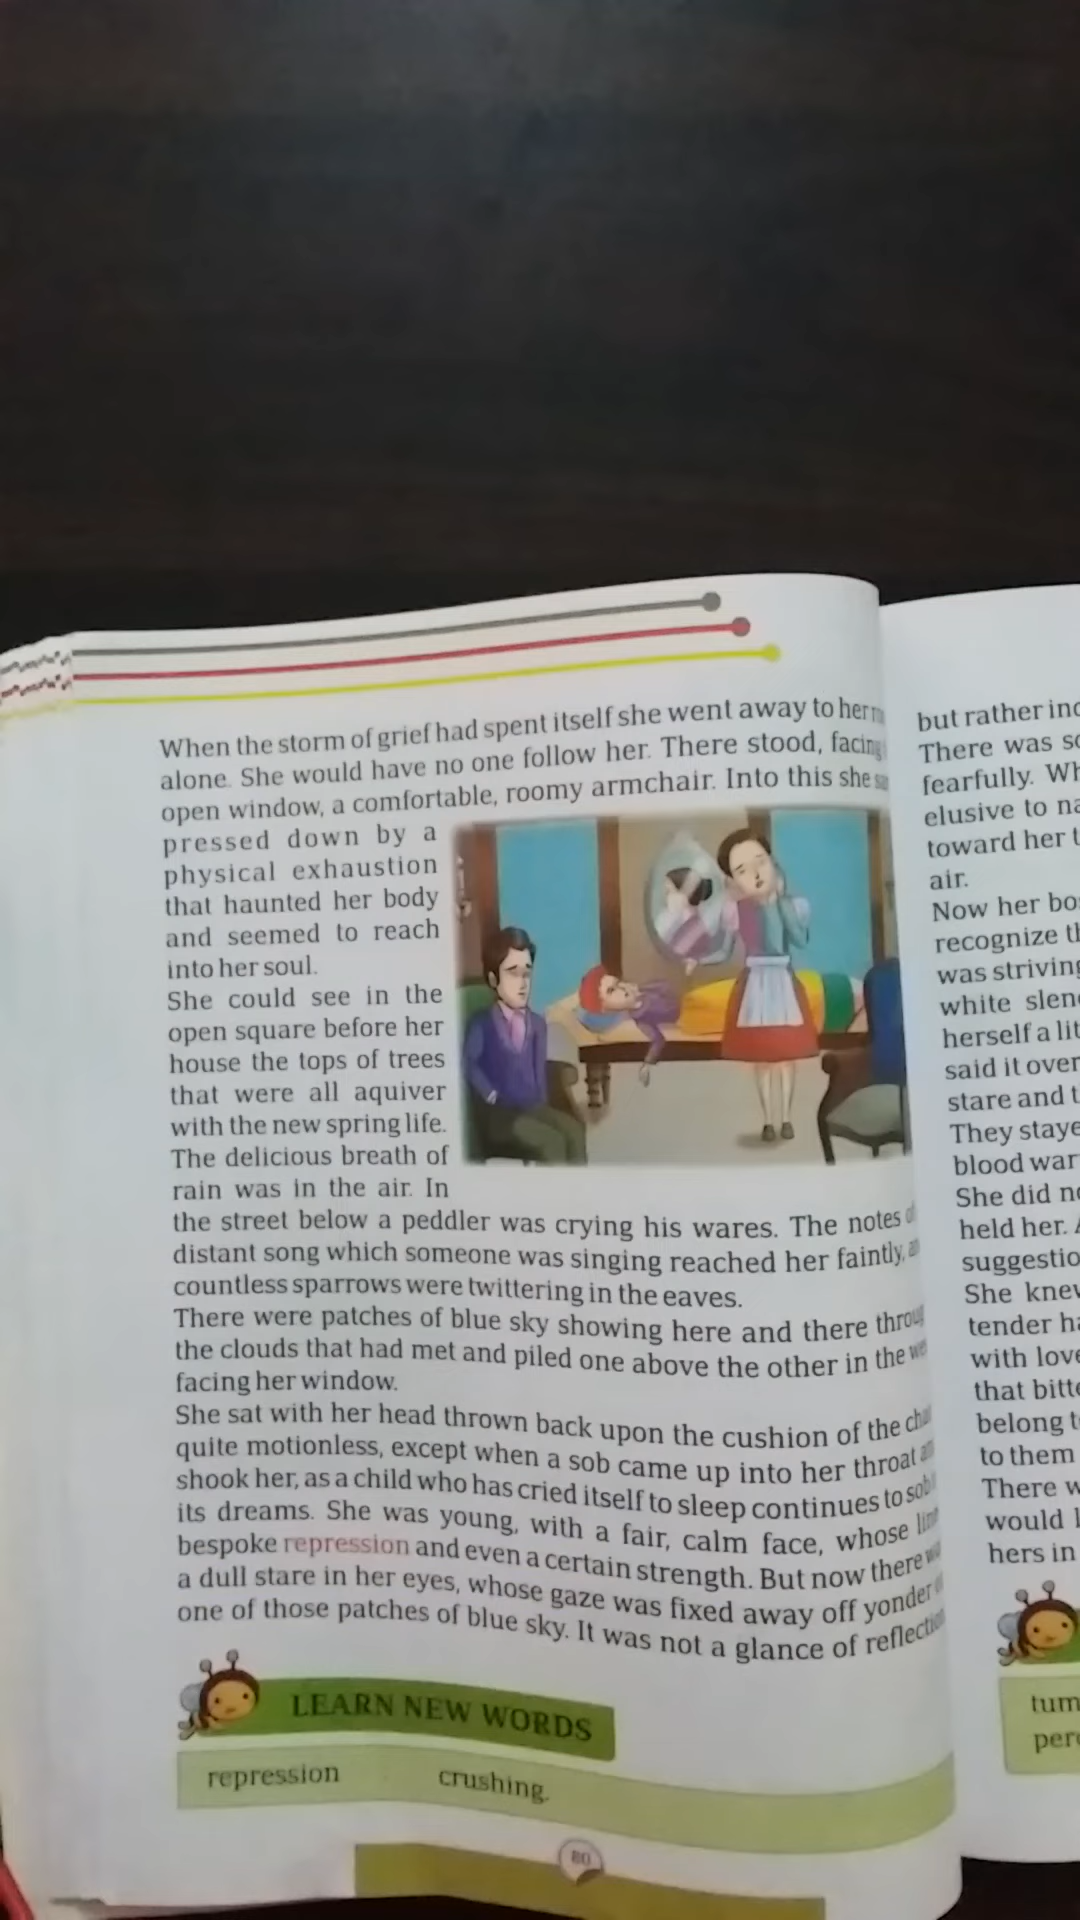 When the storm of grief had spent itself she went away to her
alone. She would have no one follow her. There stood, facing
open window, a comfortable, roomy armchair. Into this she
pressed down by a
physical exhaustion
that haunted her body
and seemed to reach
into her soul.
She could see in the
open square before her
house the tops of trees
that were all aquiver
with the new spring life.
The delicious breath of
rain was in the air. In
the street below a peddler was crying his wares. The notes
distant song which someone was singing reached her faintly,
countless sparrows were twittering in the eaves.
There were patches of blue sky showing here and there
the clouds that had met and piled one above the other in the
facing her window.
She sat with her head thrown back upon the cushion of the
quite motionless, except when a sob came up into her throat
shook her, as a child who has cried itself to sleep continues to sob
its dreams. She was young, with a fair, calm face, whose
bespoke repression and even a certain strength. But now there
a dull stare in her eyes, whose gaze was fixed away off yonder
one of those patches of blue sky. It was not a glance of
LEARN NEW WORDS
repression crushing.
80
but rather
There was
fearfully.
elusive to
toward her
air.
Now her
recognize
was striving
white
herself a
said it over
stare and
They
blood
She did
held her.
She
tender
with
that
belong
to them
There
would
hers in